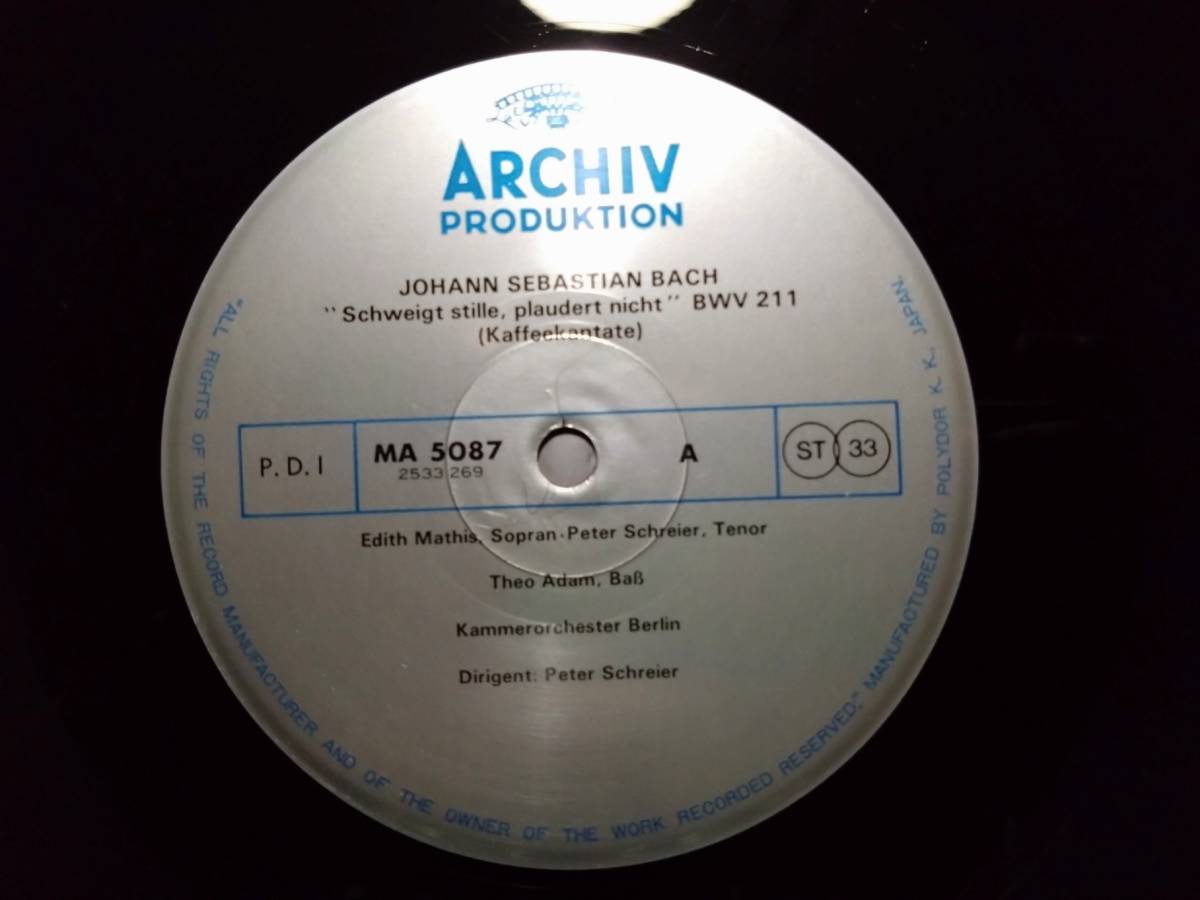 ARCHIV
PRODUKTION
JOHANN SEBASTIAN BACH
"Schweigt stille, plaudert nicht" BWV 211
(Kaffeekantate)
P. D. I
MA 5087
2533 269
A
ST 33
Edith Mathis, Sopran · Peter Schreier, Tenor
Theo Adam, Baß
Kammerorchester Berlin
Dirigent: Peter Schreier
"ALL RIGHTS OF THE RECORD MANUFACTURER AND OF THE OWNER OF THE WORK RECORDED RESERVED;" MANUFACTURED BY POLYDOR K. K., JAPAN.